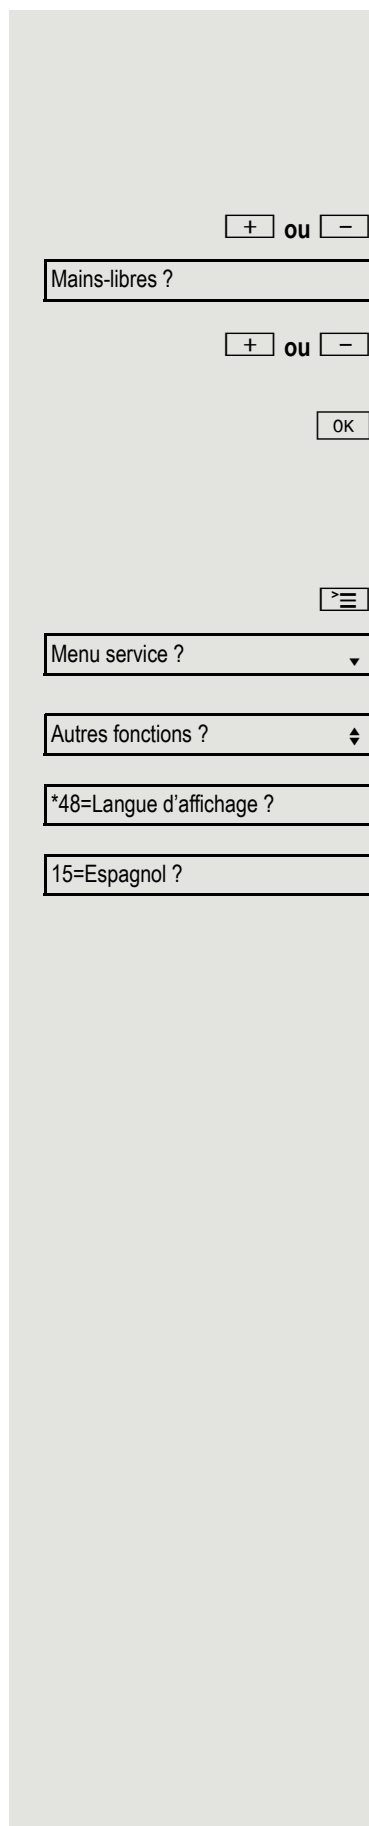 + ou −
Mains-libres ?
+ ou −
OK
Menu service ?
Autres fonctions ?
*48=Langue d’affichage ?
15=Espagnol ?